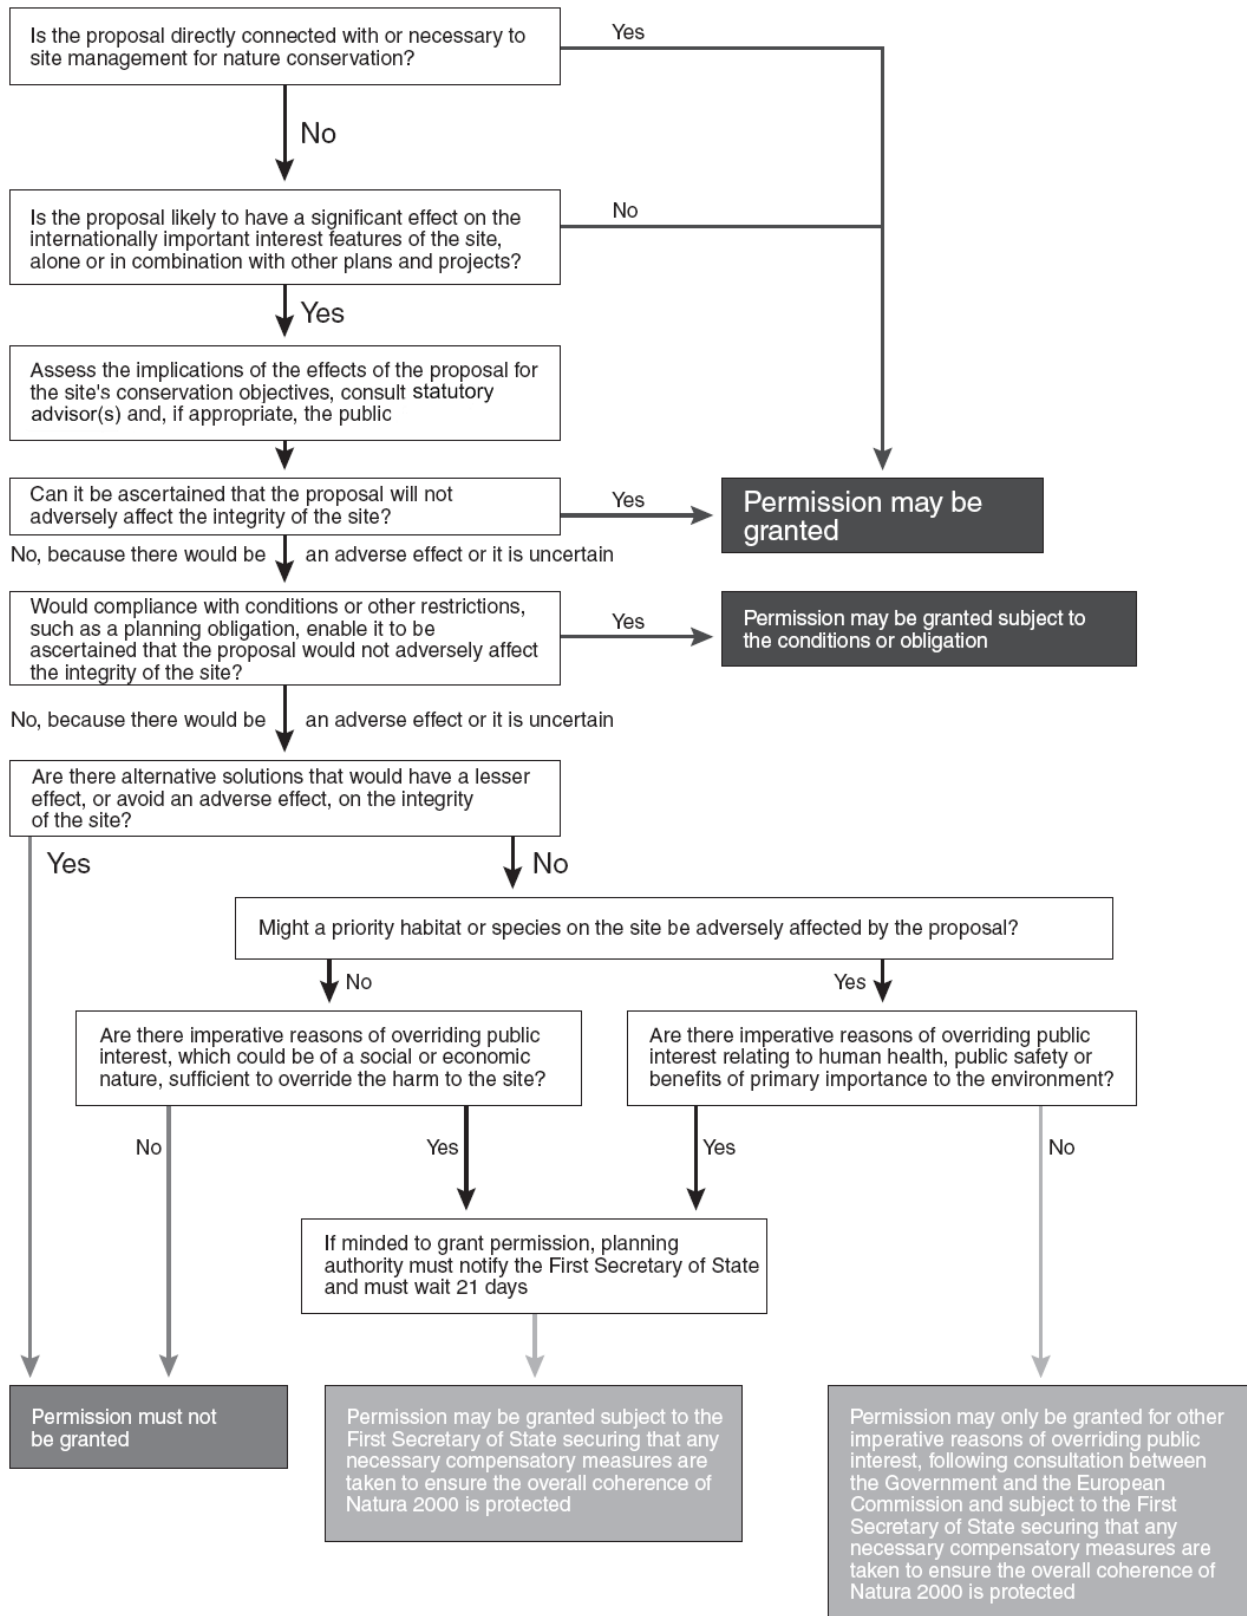 Is the proposal directly connected with or necessary to
site management for nature conservation?
Yes
No
Is the proposal likely to have a significant effect on the
internationally important interest features of the site,
alone or in combination with other plans and projects?
No
Yes
Assess the implications of the effects of the proposal for
the site's conservation objectives, consult statutory
advisor(s) and, if appropriate, the public
Can it be ascertained that the proposal will not
adversely affect the integrity of the site?
Yes
Permission may be
granted
No, because there would be an adverse effect or it is uncertain
Would compliance with conditions or other restrictions,
such as a planning obligation, enable it to be
ascertained that the proposal would not adversely affect
the integrity of the site?
Yes
Permission may be granted subject to
the conditions or obligation
No, because there would be an adverse effect or it is uncertain
Are there alternative solutions that would have a lesser
effect, or avoid an adverse effect, on the integrity
of the site?
Yes
No
Might a priority habitat or species on the site be adversely affected by the proposal?
No
Yes
Are there imperative reasons of overriding public
interest, which could be of a social or economic
nature, sufficient to override the harm to the site?
Are there imperative reasons of overriding public
interest relating to human health, public safety or
benefits of primary importance to the environment?
No
Yes
Yes
No
If minded to grant permission, planning
authority must notify the First Secretary of State
and must wait 21 days
Permission must not
be granted
Permission may be granted subject to the
First Secretary of State securing that any
necessary compensatory measures are
taken to ensure the overall coherence of
Natura 2000 is protected
Permission may only be granted for other
imperative reasons of overriding public
interest, following consultation between
the Government and the European
Commission and subject to the First
Secretary of State securing that any
necessary compensatory measures are
taken to ensure the overall coherence of
Natura 2000 is protected